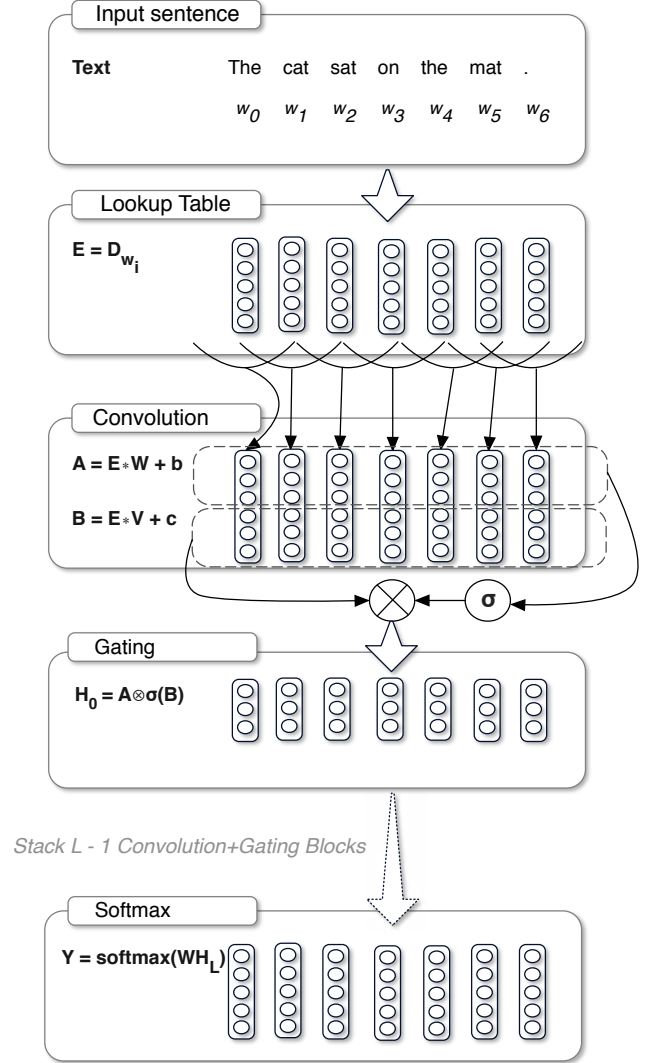 Input sentence
Text The cat sat on the mat .
w0 w1 w2 w3 w4 w5 w6
Lookup Table
E = Dwi
Convolution
A = E∗W + b
B = E∗V + c
σ
Gating
H0 = A⊗σ(B)
Stack L - 1 Convolution+Gating Blocks
Softmax
Y = softmax(WHL)